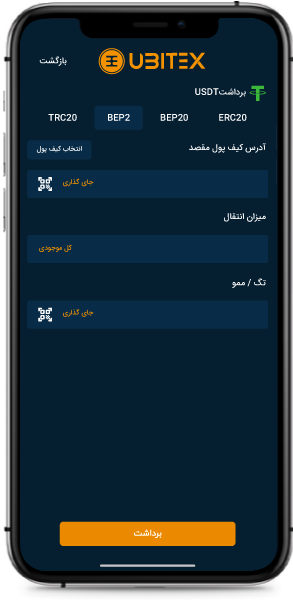 UBITEX
بازگشت
برداشتUSDT
ERC20 BEP20 BEP2 TRC20
آدرس کیف پول مقصد
انتخاب کیف پول
جای گذاری
میزان انتقال
کل موجودی
تگ / ممو
جای گذاری
برداشت